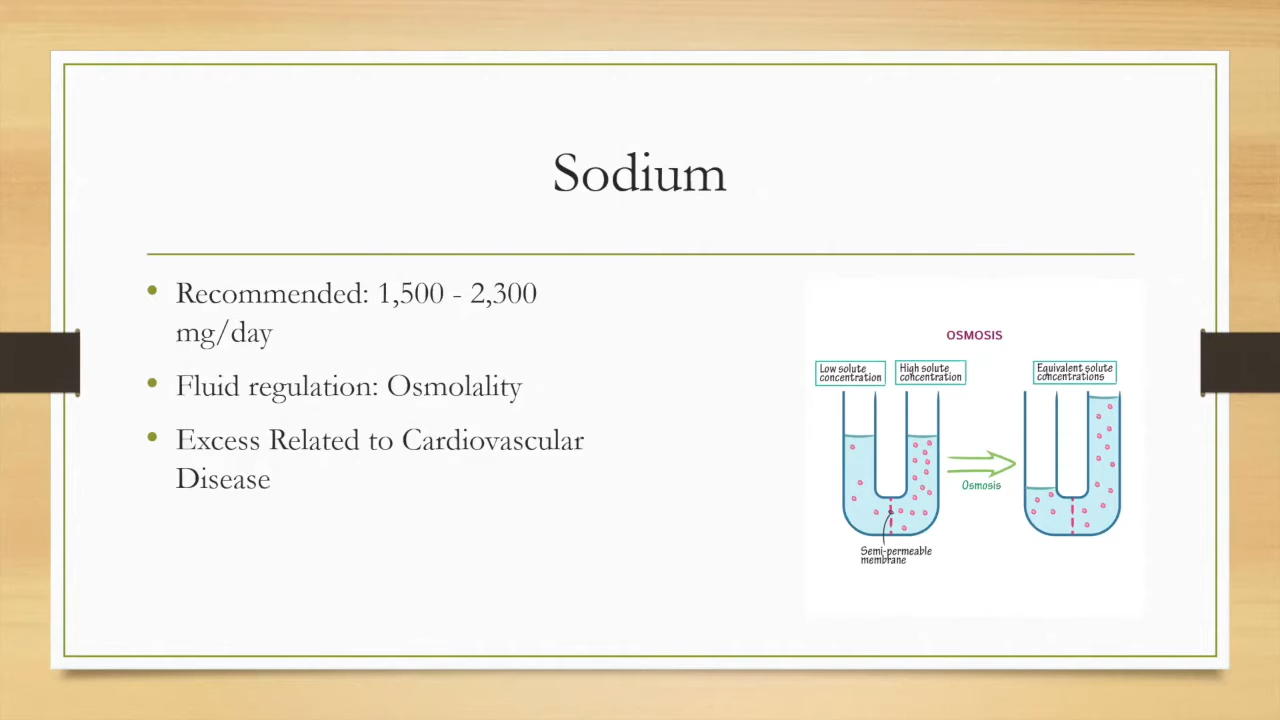 Sodium
Recommended: 1,500 - 2,300
mg/day
Fluid regulation: Osmolality
Excess Related to Cardiovascular
Disease
OSMOSIS
Low solute
concentration
High solute
concentration
Equivalent solute
concentrations
Osmosis
Semi-permeable
membrane